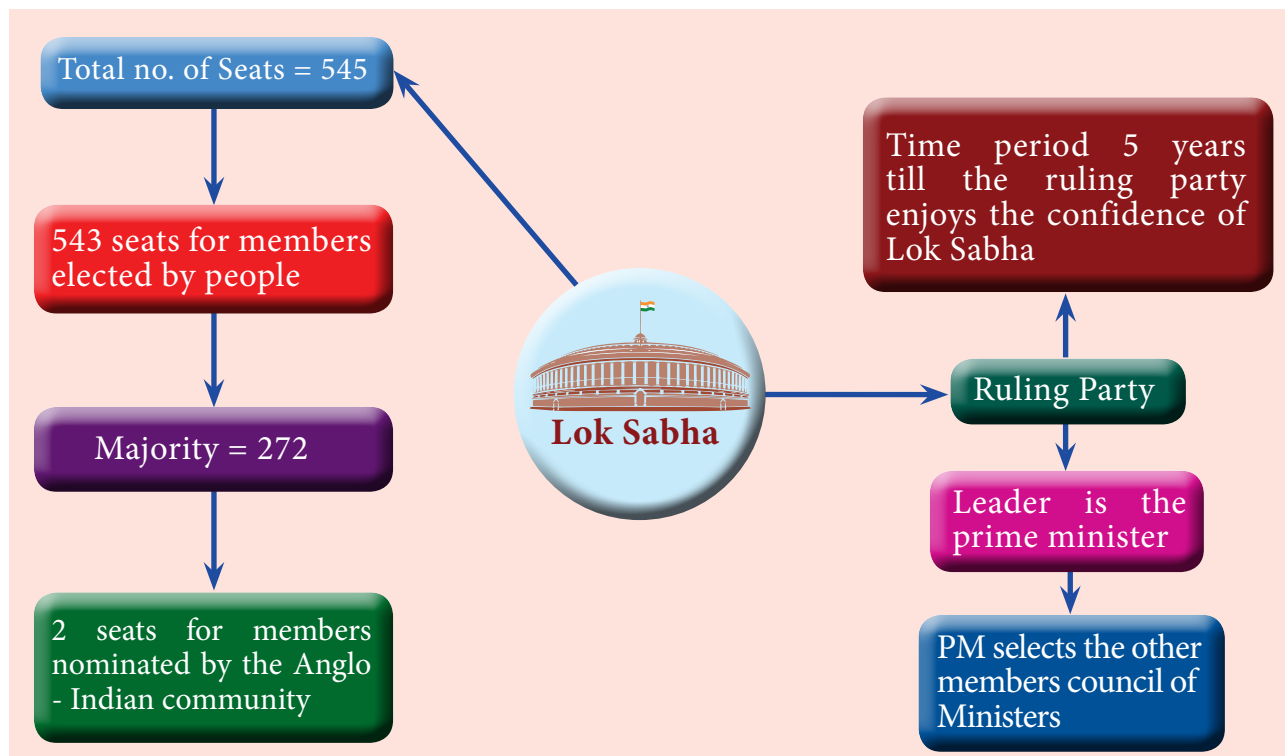 Total no. of Seats = 545
543 seats for members
elected by people
Majority = 272
2 seats for members
nominated by the Anglo
- Indian community
Lok Sabha
Time period 5 years
till the ruling party
enjoys the confidence of
Lok Sabha
Ruling Party
Leader is the
prime minister
PM selects the other
members council of
Ministers